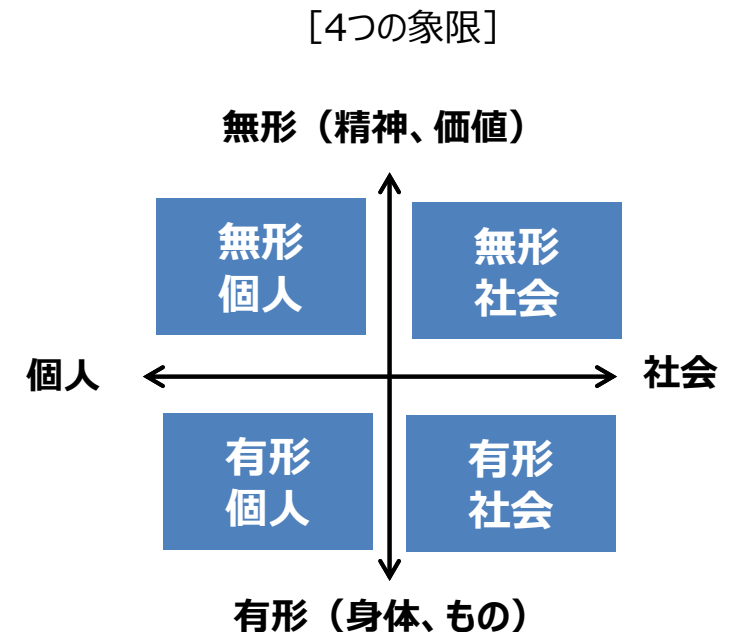 ［4つの象限］
無形（精神、価値）
無形
個人
無形
社会
個人
社会
有形
個人
有形
社会
有形（身体、もの）